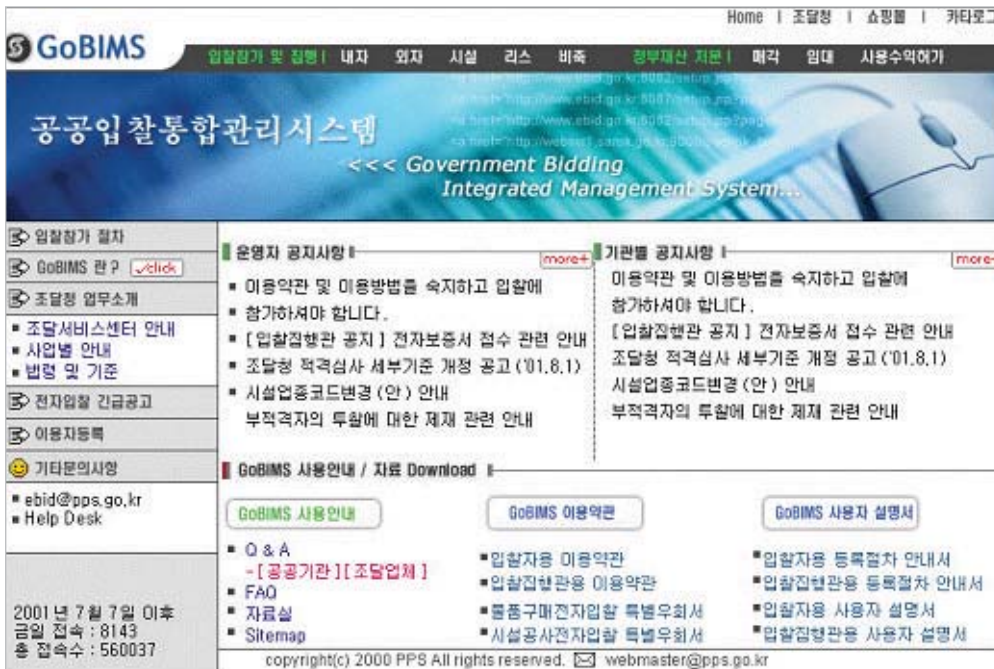 Home | 조달청 | 쇼핑몰 | 카타로그
GoBIMS
입찰참가 및 집행 | 내자 외자 시설 리스 비축 정부재산 처분 | 매각 임대 사용수익허가
공공입찰통합관리시스템
<<< Government Bidding
Integrated Management System...
입찰참가 절차
GoBIMS 란? click
조달청 업무소개
조달서비스센터 안내
사업별 안내
법령 및 기준
전자입찰 긴급공고
이용자등록
기타문의사항
ebid@pps.go.kr
Help Desk
2001년 7월 7일 이후
금일 접속 : 8143
총 접속수 : 560037
운영자 공지사항
more+
이용약관 및 이용방법를 숙지하고 입찰에
참가하셔야 합니다.
[입찰집행관 공지] 전자보증서 접수 관련 안내
조달청 적격심사 세부기준 개정 공고('01.8.1)
시설업종코드변경(안) 안내
부적격자의 투찰에 대한 제재 관련 안내
기관별 공지사항
more+
이용약관 및 이용방법를 숙지하고 입찰에
참가하셔야 합니다.
[입찰집행관 공지] 전자보증서 접수 관련 안내
조달청 적격심사 세부기준 개정 공고('01.8.1)
시설업종코드변경(안) 안내
부적격자의 투찰에 대한 제재 관련 안내
GoBIMS 사용안내 / 자료 Download
GoBIMS 사용안내
Q & A
-[공공기관][조달업체]
FAQ
자료실
Sitemap
GoBIMS 이용약관
입찰자용 이용약관
입찰집행관용 이용약관
물품구매전자입찰 특별유의서
시설공사전자입찰 특별유의서
GoBIMS 사용자 설명서
입찰자용 등록절차 안내서
입찰집행관용 등록절차 안내서
입찰자용 사용자 설명서
입찰집행관용 사용자 설명서
copyright(c) 2000 PPS All rights reserved. webmaster@pps.go.kr